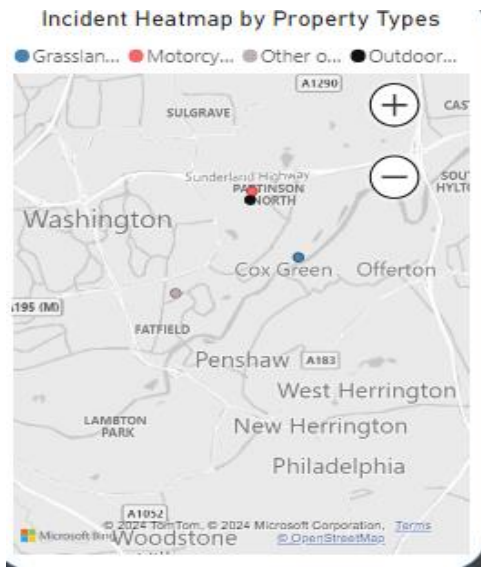 Incident Heatmap by Property Types
Grasslan... Motorcy... Other o... Outdoor...
A1290
SULGRAVE
CAS
Sunderland Highway
PATTINSON
NORTH
SOU
HYLT
Washington
Cox Green
Offerton
195 (M)
FATFIELD
Penshaw
A183
West Herrington
LAMBTON
PARK
New Herrington
Philadelphia
A1052
© 2024 TomTom, © 2024 Microsoft Corporation, Terms
Microsoft Bing
Woodstone
© OpenStreetMap